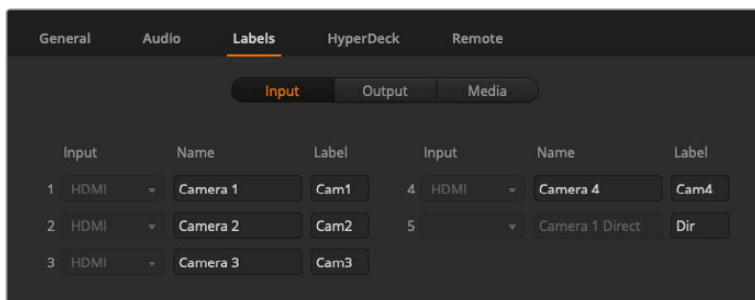 General Audio Labels HyperDeck Remote
Input Output Media
Input Name Label Input Name Label
1 HDMI Camera 1 Cam1 4 HDMI Camera 4 Cam4
2 HDMI Camera 2 Cam2 5 Camera 1 Direct Dir
3 HDMI Camera 3 Cam3